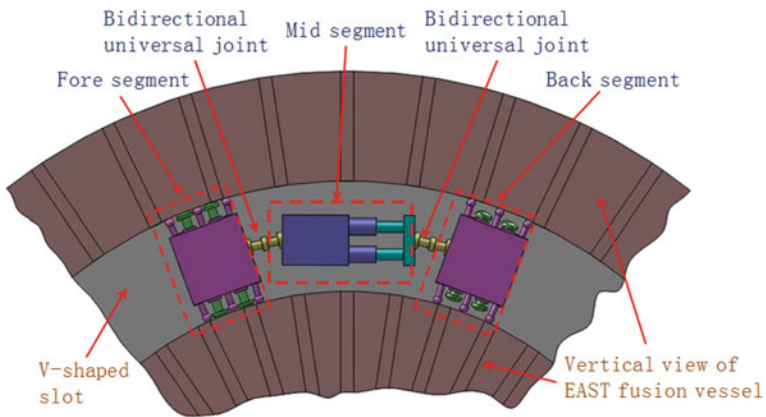 Bidirectional
universal joint
Mid segment
Bidirectional
universal joint
Fore segment
Back segment
V-shaped
slot
Vertical view of
EAST fusion vessel